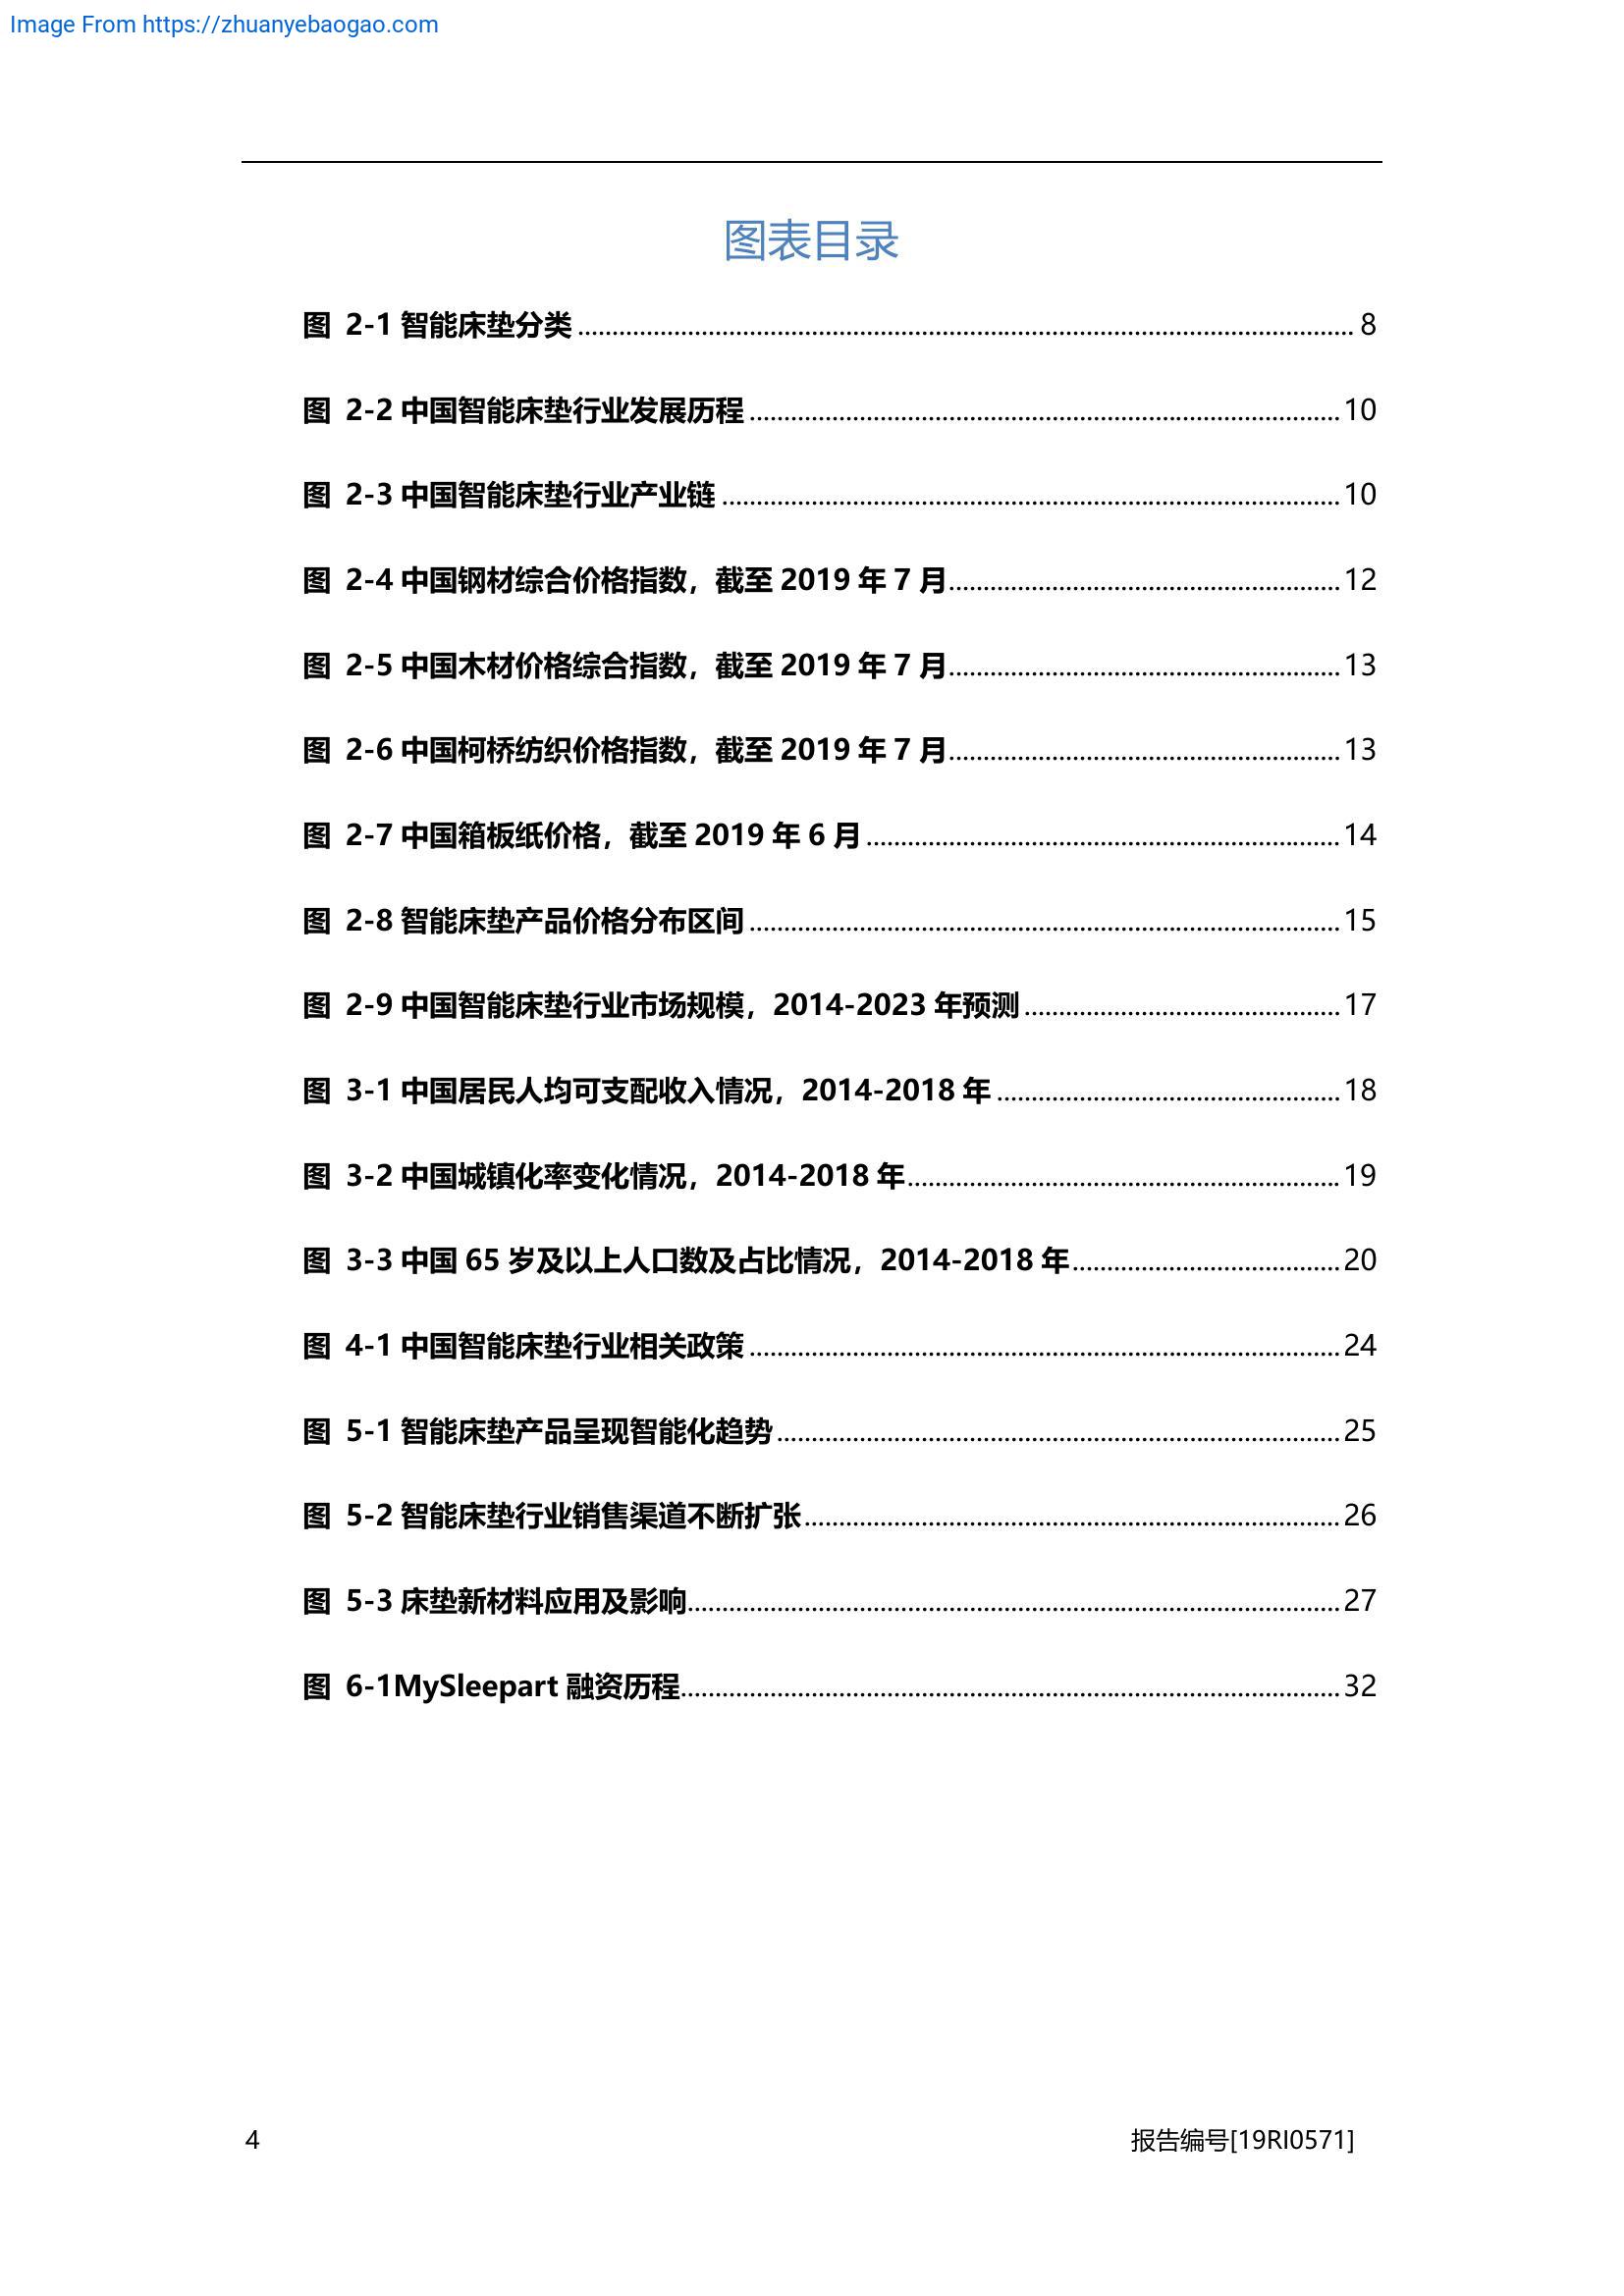 Image From https://zhuanyebaogao.com
图表目录
图 2-1 智能床垫分类 ........................................ 8
图 2-2 中国智能床垫行业发展历程 ........................................ 10
图 2-3 中国智能床垫行业产业链 ........................................ 10
图 2-4 中国钢材综合价格指数，截至 2019 年 7 月 ........................................ 12
图 2-5 中国木材价格综合指数，截至 2019 年 7 月 ........................................ 13
图 2-6 中国柯桥纺织价格指数，截至 2019 年 7 月 ........................................ 13
图 2-7 中国箱板纸价格，截至 2019 年 6 月 ........................................ 14
图 2-8 智能床垫产品价格分布区间 ........................................ 15
图 2-9 中国智能床垫行业市场规模，2014-2023 年预测 ........................................ 17
图 3-1 中国居民人均可支配收入情况，2014-2018 年 ........................................ 18
图 3-2 中国城镇化率变化情况，2014-2018 年 ........................................ 19
图 3-3 中国 65 岁及以上人口数及占比情况，2014-2018 年 ........................................ 20
图 4-1 中国智能床垫行业相关政策 ........................................ 24
图 5-1 智能床垫产品呈现智能化趋势 ........................................ 25
图 5-2 智能床垫行业销售渠道不断扩张 ........................................ 26
图 5-3 床垫新材料应用及影响 ........................................ 27
图 6-1MySleepart 融资历程 ........................................ 32
4 报告编号[19RI0571]